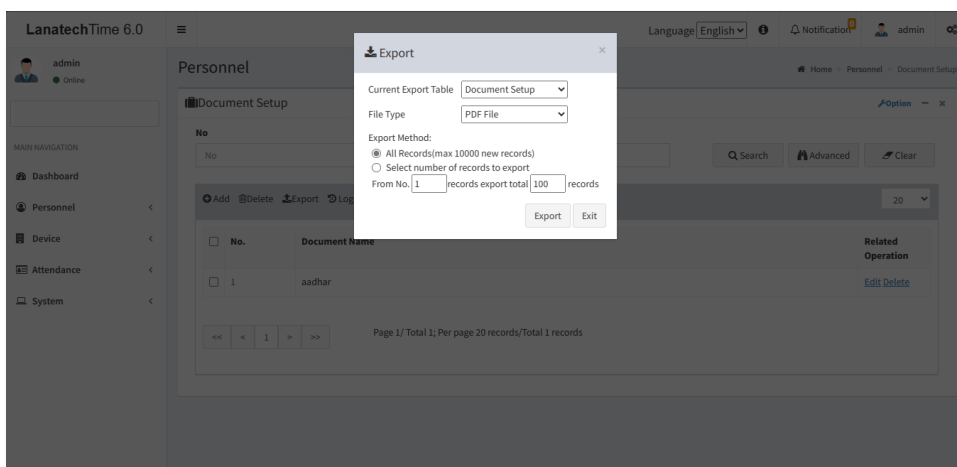 LanatechTime 6.0
Language English
Notification 0
admin
admin
Online
Personnel
Home
Personnel
Document Setup
Export
×
Current Export Table Document Setup
File Type PDF File
Export Method:
All Records(max 10000 new records)
Select number of records to export
From No. 1 records export total 100 records
Export Exit
Document Setup
Option
No
No
Search Advanced Clear
MAIN NAVIGATION
Dashboard
Personnel
Device
Attendance
System
Add Delete Export Log
20
No. Document Name Related
Operation
1 aadhar Edit Delete
<< < 1 > >> Page 1/ Total 1; Per page 20 records/Total 1 records